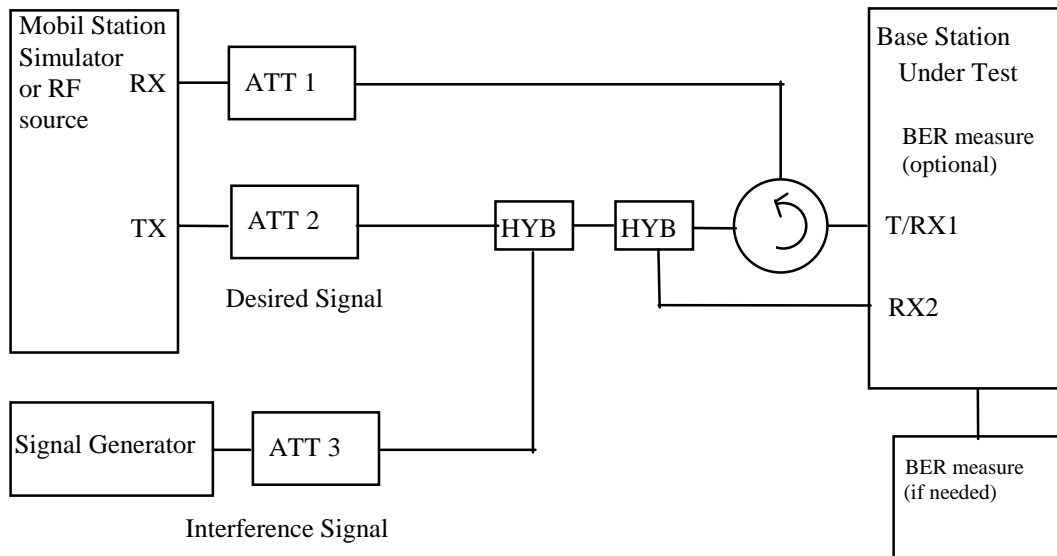 Mobil Station
Simulator
or RF
source
RX
TX
ATT 1
ATT 2
Desired Signal
HYB
HYB
Base Station
Under Test
BER measure
(optional)
T/RX1
RX2
Signal Generator
ATT 3
Interference Signal
BER measure
(if needed)